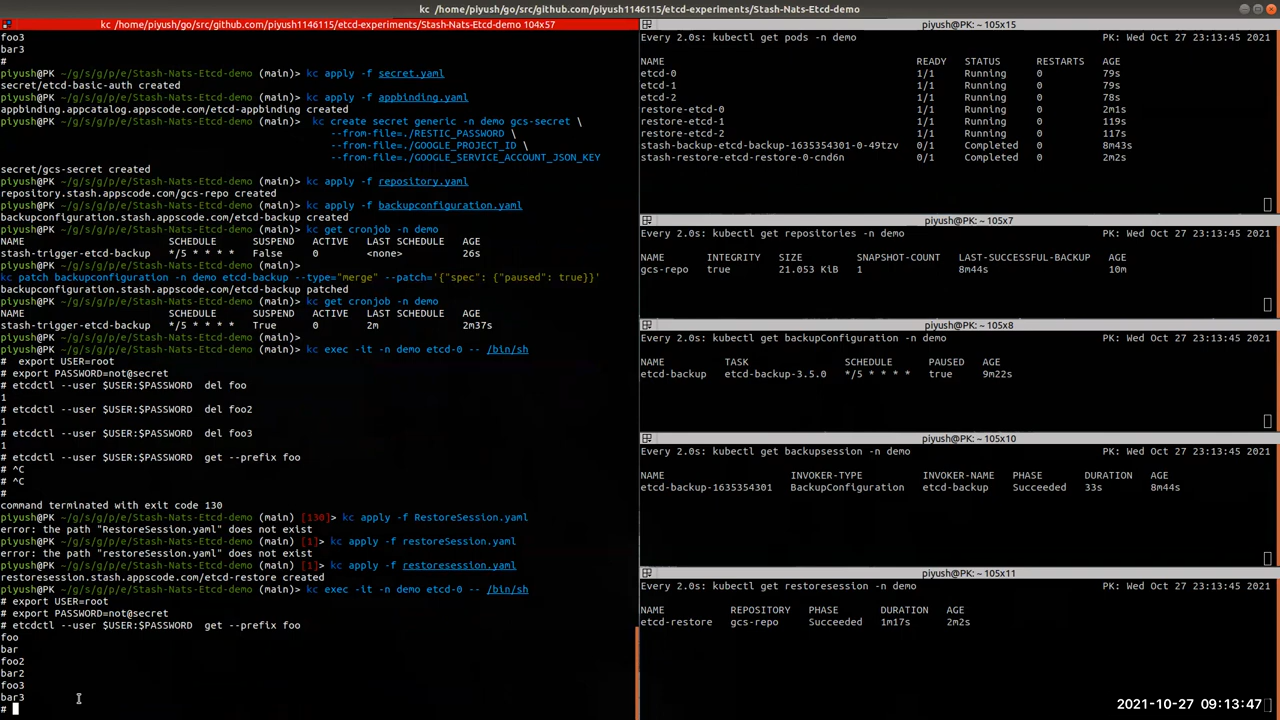 kc /home/piyush/go/src/github.com/piyush1146115/etcd-experiments/Stash-Nats-Etcd-demo
kc /home/piyush/go/src/github.com/piyush1146115/etcd-experiments/Stash-Nats-Etcd-demo 104x57
foo3
bar3
#
piyush@PK ~/g/s/g/p/e/Stash-Nats-Etcd-demo (main)> kc apply -f secret.yaml
secret/etcd-basic-auth created
piyush@PK ~/g/s/g/p/e/Stash-Nats-Etcd-demo (main)> kc apply -f appbinding.yaml
appbinding.appcatalog.appscode.com/etcd-appbinding created
piyush@PK ~/g/s/g/p/e/Stash-Nats-Etcd-demo (main)> kc create secret generic -n demo gcs-secret \
--from-file=./RESTIC_PASSWORD \
--from-file=./GOOGLE_PROJECT_ID \
--from-file=./GOOGLE_SERVICE_ACCOUNT_JSON_KEY
secret/gcs-secret created
piyush@PK ~/g/s/g/p/e/Stash-Nats-Etcd-demo (main)> kc apply -f repository.yaml
repository.stash.appscode.com/gcs-repo created
piyush@PK ~/g/s/g/p/e/Stash-Nats-Etcd-demo (main)> kc apply -f backupconfiguration.yaml
backupconfiguration.stash.appscode.com/etcd-backup created
piyush@PK ~/g/s/g/p/e/Stash-Nats-Etcd-demo (main)> kc get cronjob -n demo
NAME SCHEDULE SUSPEND ACTIVE LAST SCHEDULE AGE
stash-trigger-etcd-backup */5 * * * * False 0 <none> 26s
piyush@PK ~/g/s/g/p/e/Stash-Nats-Etcd-demo (main)>
kc patch backupconfiguration -n demo etcd-backup --type="merge" --patch='{"spec": {"paused": true}}'
backupconfiguration.stash.appscode.com/etcd-backup patched
piyush@PK ~/g/s/g/p/e/Stash-Nats-Etcd-demo (main)> kc get cronjob -n demo
NAME SCHEDULE SUSPEND ACTIVE LAST SCHEDULE AGE
stash-trigger-etcd-backup */5 * * * * True 0 2m 2m37s
piyush@PK ~/g/s/g/p/e/Stash-Nats-Etcd-demo (main)>
piyush@PK ~/g/s/g/p/e/Stash-Nats-Etcd-demo (main)> kc exec -it -n demo etcd-0 -- /bin/sh
# export USER=root
# export PASSWORD=not@secret
# etcdctl --user $USER:$PASSWORD del foo
1
# etcdctl --user $USER:$PASSWORD del foo2
1
# etcdctl --user $USER:$PASSWORD del foo3
1
# etcdctl --user $USER:$PASSWORD get --prefix foo
# ^C
# ^C
#
command terminated with exit code 130
piyush@PK ~/g/s/g/p/e/Stash-Nats-Etcd-demo (main) [130]> kc apply -f RestoreSession.yaml
error: the path "RestoreSession.yaml" does not exist
piyush@PK ~/g/s/g/p/e/Stash-Nats-Etcd-demo (main) [1]> kc apply -f restoreSession.yaml
error: the path "restoreSession.yaml" does not exist
piyush@PK ~/g/s/g/p/e/Stash-Nats-Etcd-demo (main) [1]> kc apply -f restoresession.yaml
restoresession.stash.appscode.com/etcd-restore created
piyush@PK ~/g/s/g/p/e/Stash-Nats-Etcd-demo (main)> kc exec -it -n demo etcd-0 -- /bin/sh
# export USER=root
# export PASSWORD=not@secret
# etcdctl --user $USER:$PASSWORD get --prefix foo
foo
bar
foo2
bar2
foo3
bar3
#
piyush@PK: ~ 105x15
Every 2.0s: kubectl get pods -n demo PK: Wed Oct 27 23:13:45 2021
NAME READY STATUS RESTARTS AGE
etcd-0 1/1 Running 0 79s
etcd-1 1/1 Running 0 79s
etcd-2 1/1 Running 0 78s
restore-etcd-0 1/1 Running 0 2m1s
restore-etcd-1 1/1 Running 0 119s
restore-etcd-2 1/1 Running 0 117s
stash-backup-etcd-backup-1635354301-0-49tzv 0/1 Completed 0 8m43s
stash-restore-etcd-restore-0-cnd6n 0/1 Completed 0 2m2s
piyush@PK: ~ 105x7
Every 2.0s: kubectl get repositories -n demo PK: Wed Oct 27 23:13:45 2021
NAME INTEGRITY SIZE SNAPSHOT-COUNT LAST-SUCCESSFUL-BACKUP AGE
gcs-repo true 21.053 KiB 1 8m44s 10m
piyush@PK: ~ 105x8
Every 2.0s: kubectl get backupConfiguration -n demo PK: Wed Oct 27 23:13:45 2021
NAME TASK SCHEDULE PAUSED AGE
etcd-backup etcd-backup-3.5.0 */5 * * * * true 9m22s
piyush@PK: ~ 105x10
Every 2.0s: kubectl get backupsession -n demo PK: Wed Oct 27 23:13:45 2021
NAME INVOKER-TYPE INVOKER-NAME PHASE DURATION AGE
etcd-backup-1635354301 BackupConfiguration etcd-backup Succeeded 33s 8m44s
piyush@PK: ~ 105x11
Every 2.0s: kubectl get restoresession -n demo PK: Wed Oct 27 23:13:45 2021
NAME REPOSITORY PHASE DURATION AGE
etcd-restore gcs-repo Succeeded 1m17s 2m2s
2021-10-27 09:13:47